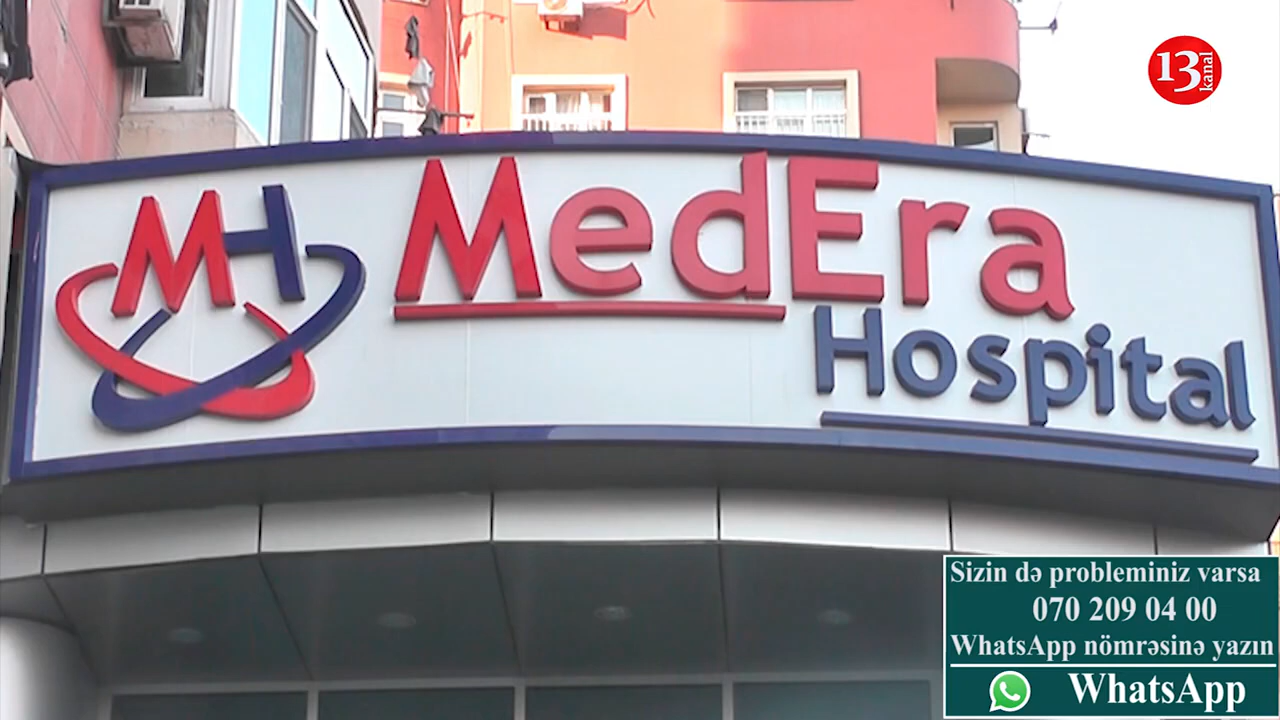 13 kanal
MH
MedEra
Hospital
Sizin də probleminiz varsa
070 209 04 00
WhatsApp nömrəsinə yazın
WhatsApp